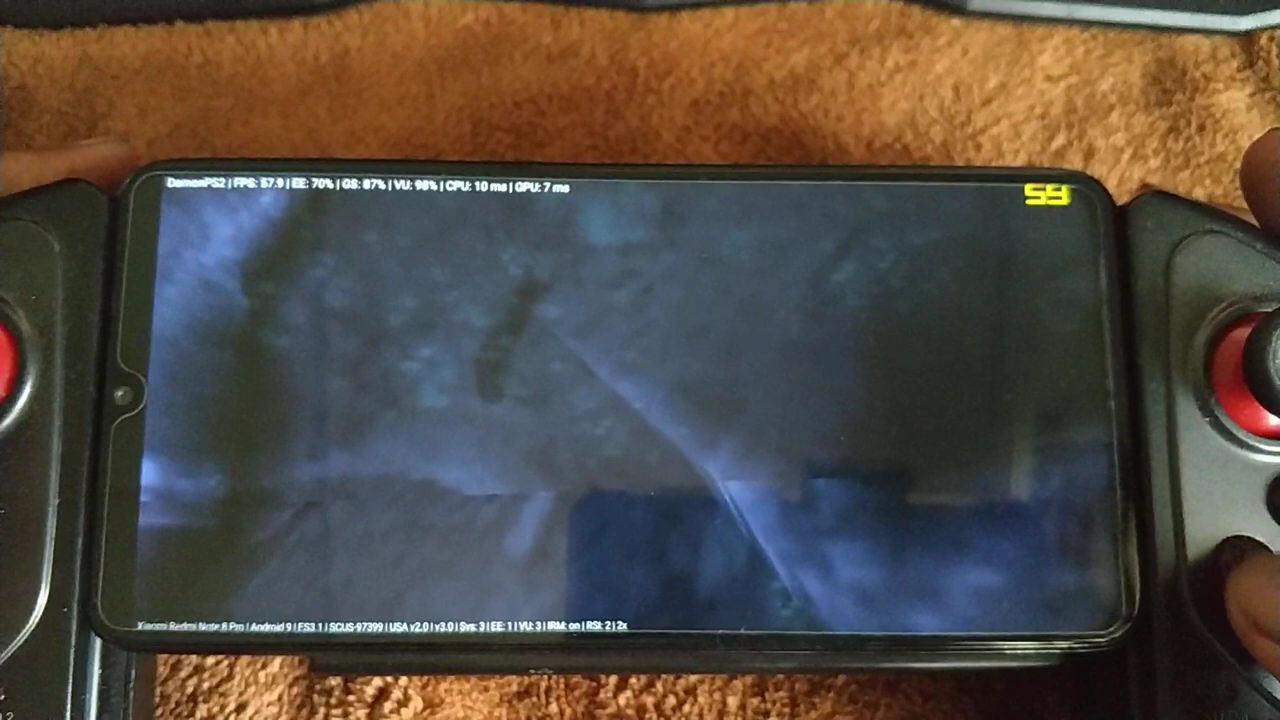 DamonPS2 | FPS: 57.9 | EE: 70% | GS: 87% | VU: 98% | CPU: 10 ms | GPU: 7 ms
59
Xiaomi Redmi Note 8 Pro | Android 9 | ES3.1 | SCUS-97399 | USA v2.0 | v3.0 | Sys: 3 | EE: 1 | VU: 3 | IRM: on | RSI: 2 | 2x